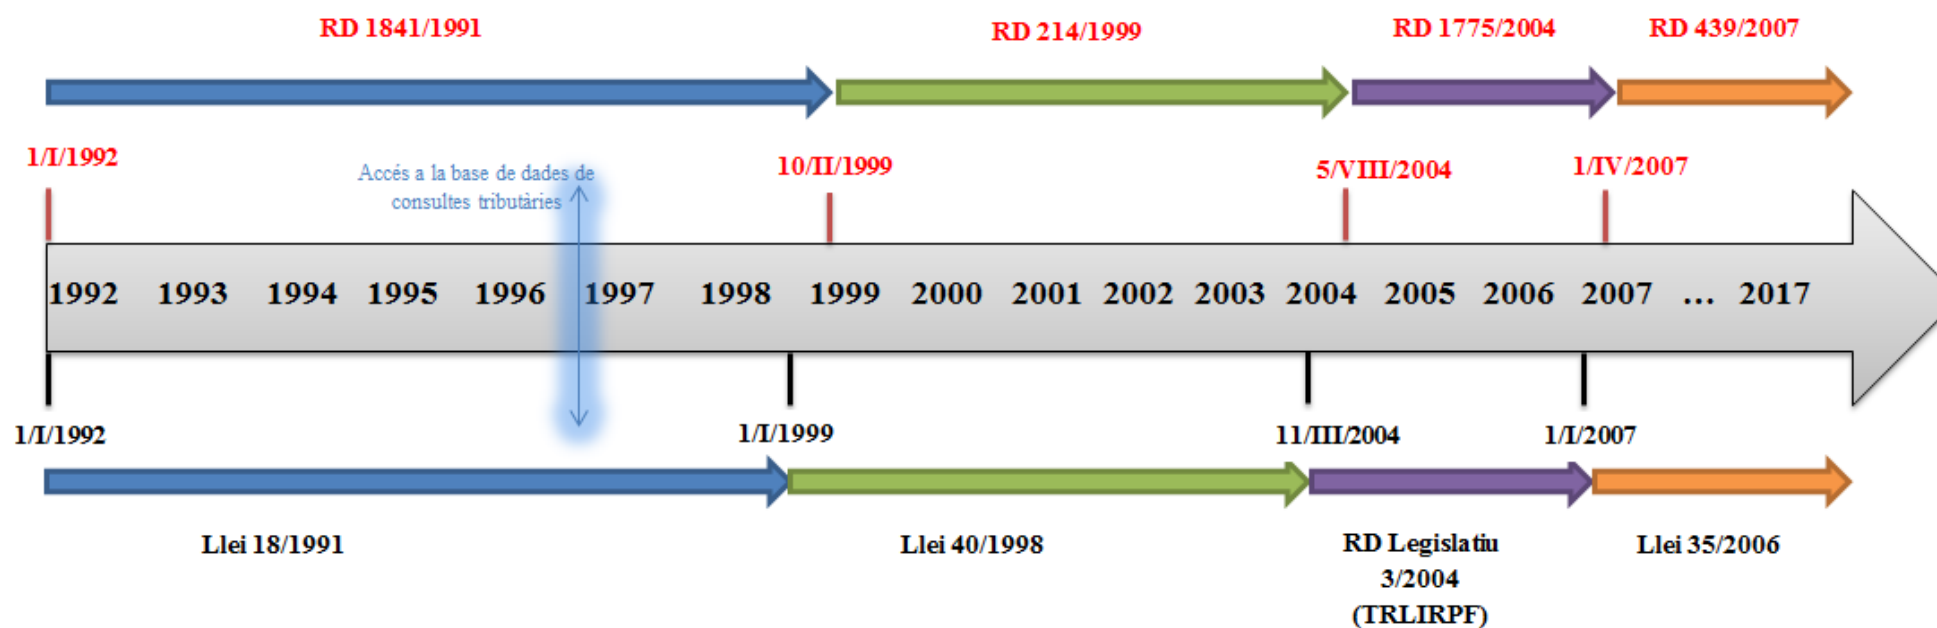 RD 1841/1991
RD 214/1999
RD 1775/2004
RD 439/2007
1/I/1992
Accés a la base de dades de
consultes tributàries
10/II/1999
5/VIII/2004
1/IV/2007
1992 1993 1994 1995 1996 1997 1998 1999 2000 2001 2002 2003 2004 2005 2006 2007 ... 2017
1/I/1992
1/I/1999
11/III/2004
1/I/2007
Llei 18/1991
Llei 40/1998
RD Legislatiu
3/2004
(TRLIRPF)
Llei 35/2006